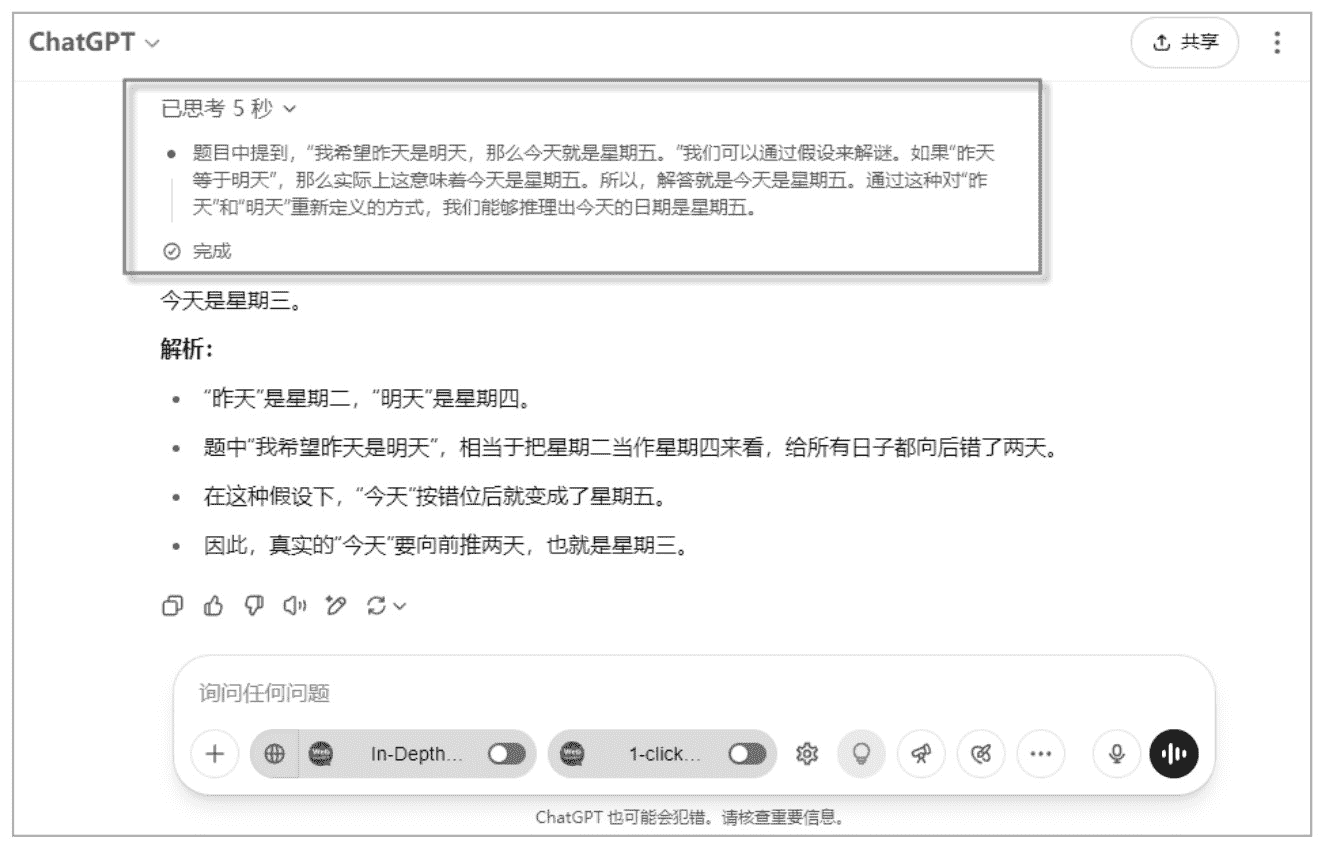 ChatGPT
共享
已思考 5 秒
题目中提到，“我希望昨天是明天，那么今天就是星期五。”我们可以通过假设来解谜。如果“昨天
等于明天”，那么实际上这意味着今天是星期五。所以，解答就是今天是星期五。通过这种对“昨
天”和“明天”重新定义的方式，我们能够推理出今天的日期是星期五。
完成
今天是星期三。
解析：
“昨天”是星期二，“明天”是星期四。
题中“我希望昨天是明天”，相当于把星期二当作星期四来看，给所有日子都向后错了两天。
在这种假设下，“今天”按错位后就变成了星期五。
因此，真实的“今天”要向前推两天，也就是星期三。
询问任何问题
In-Depth...
1-click...
ChatGPT 也可能会犯错。请核查重要信息。